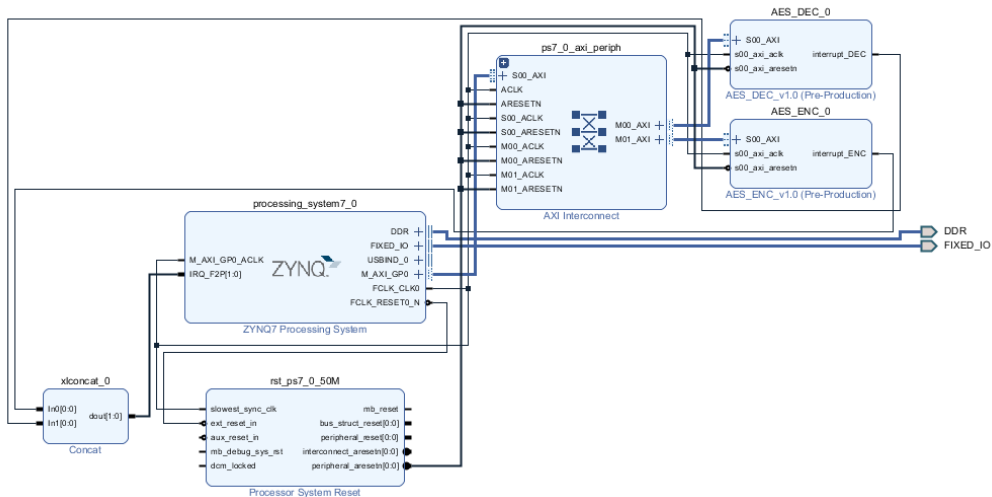 AES_DEC_0
S00_AXI
s00_axi_aclk
s00_axi_aresetn
interrupt_DEC
AES_DEC_v1.0 (Pre-Production)
AES_ENC_0
S00_AXI
s00_axi_aclk
s00_axi_aresetn
interrupt_ENC
AES_ENC_v1.0 (Pre-Production)
ps7_0_axi_periph
S00_AXI
ACLK
ARESETN
S00_ACLK
S00_ARESETN
M00_ACLK
M00_ARESETN
M01_ACLK
M01_ARESETN
M00_AXI
M01_AXI
AXI Interconnect
processing_system7_0
M_AXI_GP0_ACLK
IRQ_F2P[1:0]
ZYNQ
DDR
FIXED_IO
USBIND_0
M_AXI_GP0
FCLK_CLK0
FCLK_RESET0_N
ZYNQ7 Processing System
DDR
FIXED_IO
xlconcat_0
In0[0:0]
In1[0:0]
dout[1:0]
Concat
rst_ps7_0_50M
slowest_sync_clk
ext_reset_in
aux_reset_in
mb_debug_sys_rst
dcm_locked
mb_reset
bus_struct_reset[0:0]
peripheral_reset[0:0]
interconnect_aresetn[0:0]
peripheral_aresetn[0:0]
Processor System Reset